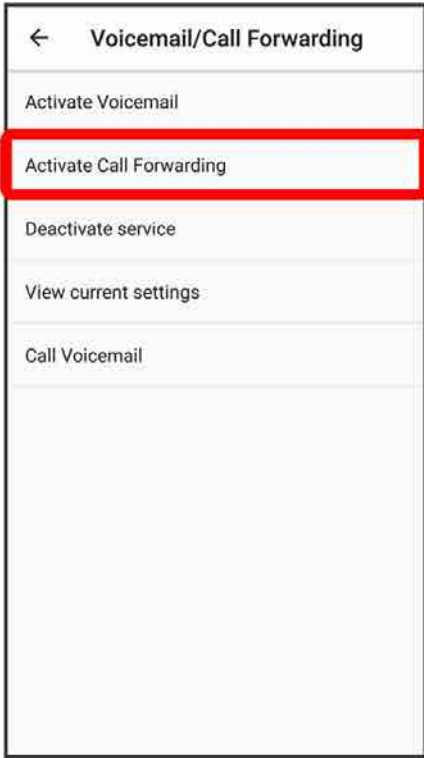 Voicemail/Call Forwarding
Activate Voicemail
Activate Call Forwarding
Deactivate service
View current settings
Call Voicemail